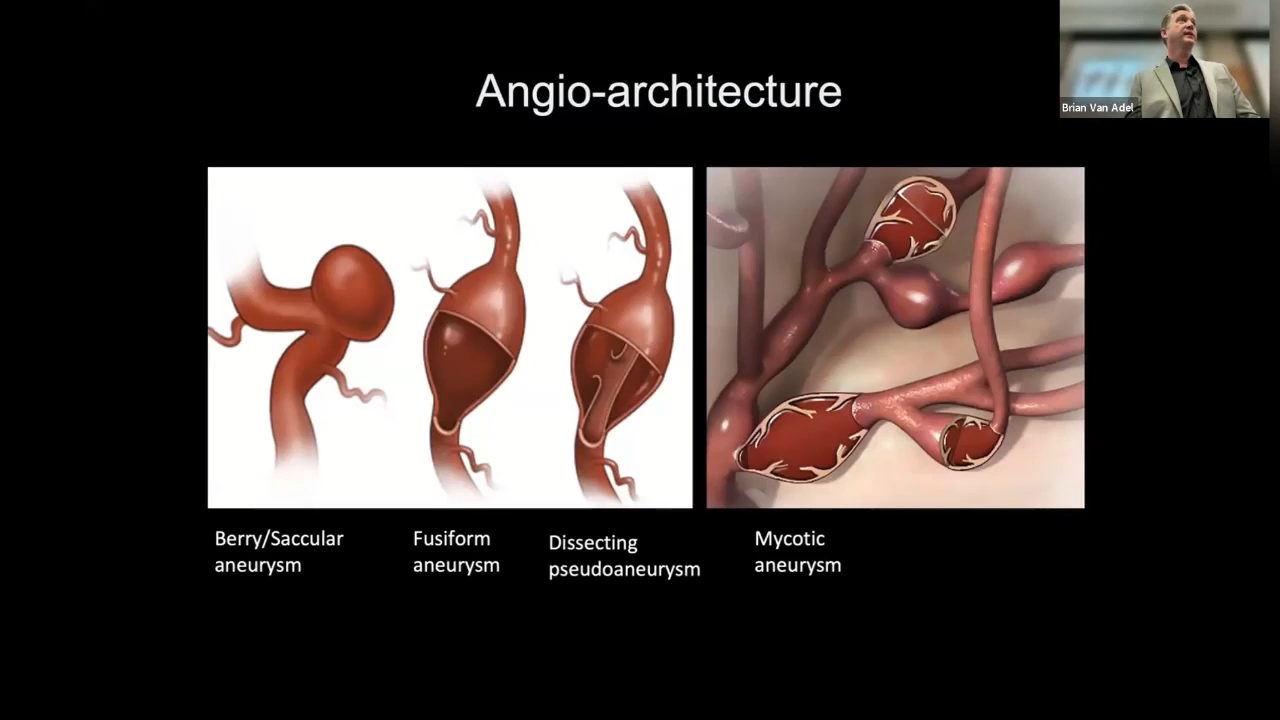 Angio-architecture
Brian Van Adel
Berry/Saccular
aneurysm
Fusiform
aneurysm
Dissecting
pseudoaneurysm
Mycotic
aneurysm